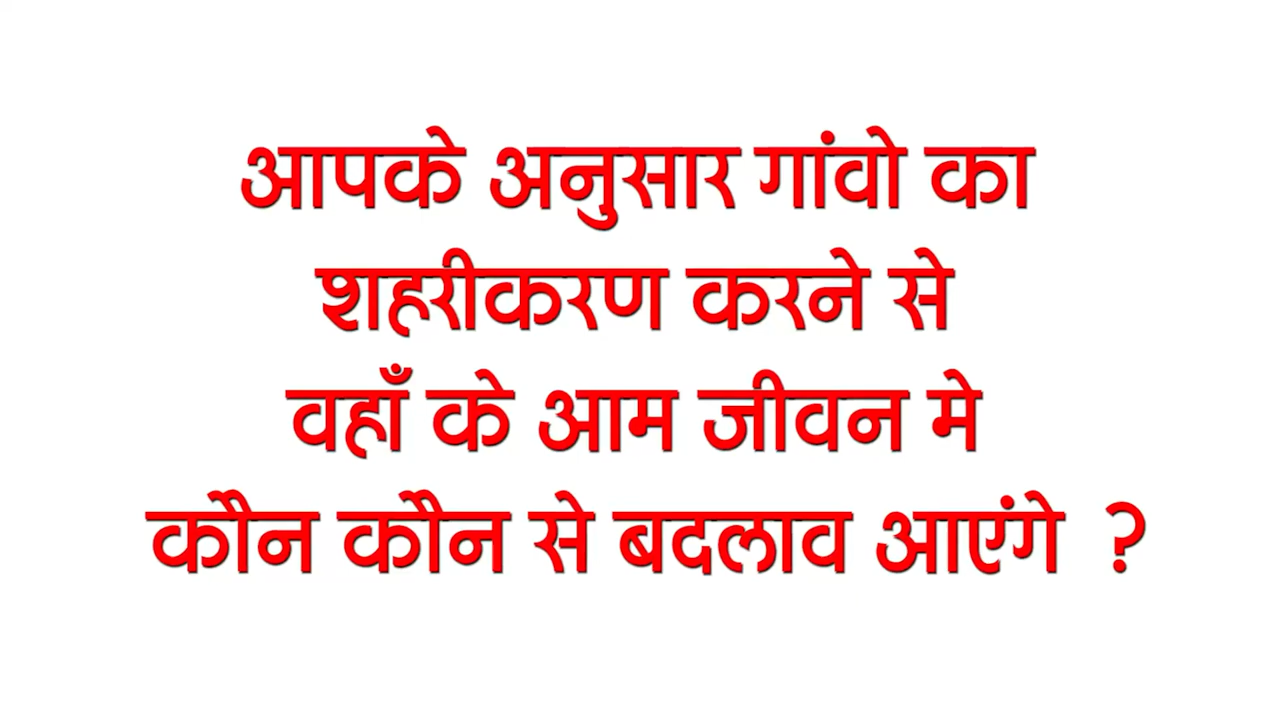 आपके अनुसार गांवो का
शहरीकरण करने से
वहाँ के आम जीवन मे
कौन कौन से बदलाव आएंगे ?